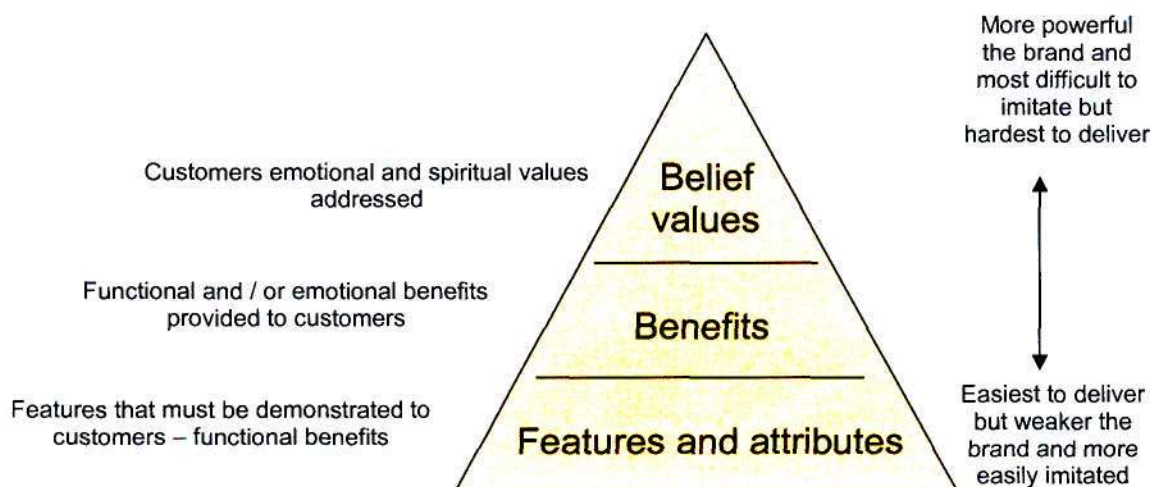 More powerful
the brand and
most difficult to
imitate but
hardest to deliver
Customers emotional and spiritual values
addressed
Belief
values
Functional and / or emotional benefits
provided to customers
Benefits
Features that must be demonstrated to
customers – functional benefits
Features and attributes
Easiest to deliver
but weaker the
brand and more
easily imitated